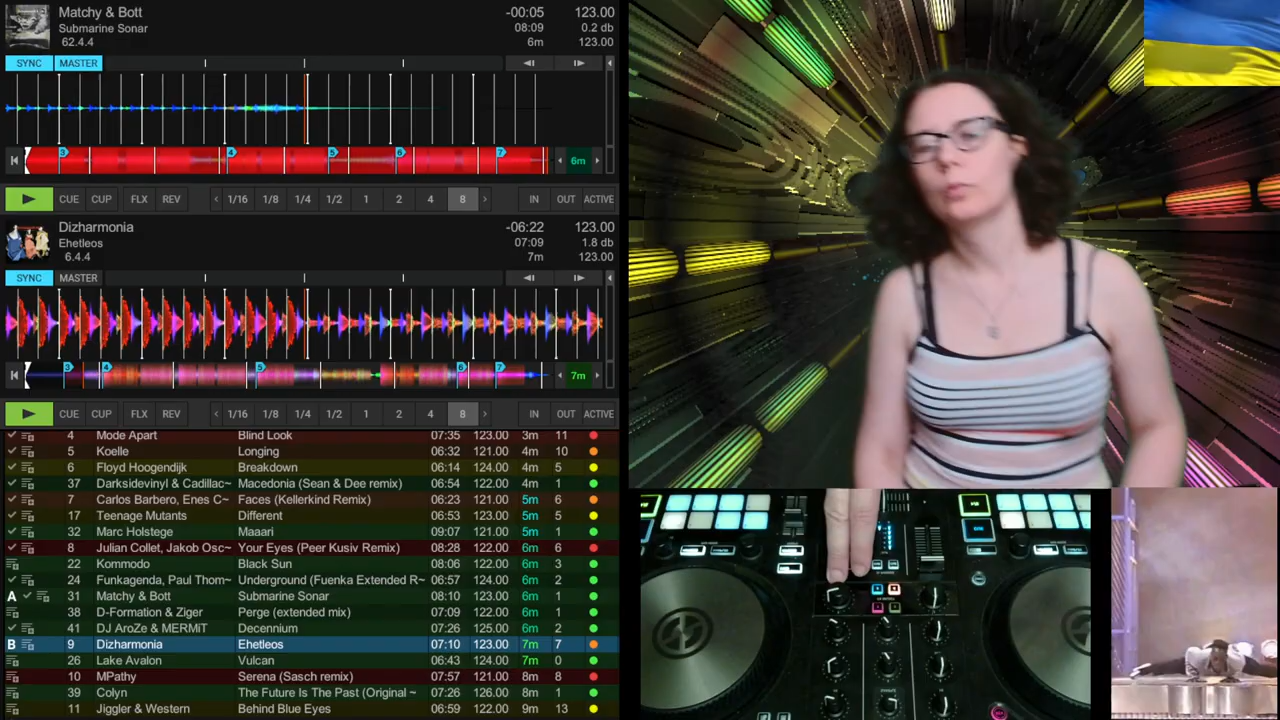 Matchy & Bott -00:05 123.00
Submarine Sonar 08:09 0.2 db
62.4.4 6m 123.00
SYNC MASTER
3 4 5 6 7 6m
CUE CUP FLX REV 1/16 1/8 1/4 1/2 1 2 4 8 IN OUT ACTIVE
Dizharmonia -06:22 123.00
Ehetleos 07:09 1.8 db
6.4.4 7m 123.00
SYNC MASTER
3 4 5 6 7 7m
CUE CUP FLX REV 1/16 1/8 1/4 1/2 1 2 4 8 IN OUT ACTIVE
4 Mode Apart Blind Look 07:35 123.00 3m 11
5 Koelle Longing 06:32 121.00 4m 10
6 Floyd Hoogendijk Breakdown 06:14 124.00 4m 5
37 Darksidevinyl & Cadillac~ Macedonia (Sean & Dee remix) 06:54 122.00 4m 1
7 Carlos Barbero, Enes C~ Faces (Kellerkind Remix) 06:23 121.00 5m 6
17 Teenage Mutants Different 06:53 123.00 5m 5
32 Marc Holstege Maaari 09:07 121.00 5m 1
8 Julian Collet, Jakob Osc~ Your Eyes (Peer Kusiv Remix) 08:28 122.00 6m 6
22 Kommodo Black Sun 08:06 122.00 6m 3
24 Funkagenda, Paul Thom~ Underground (Fuenka Extended R~ 06:57 124.00 6m 2
A 31 Matchy & Bott Submarine Sonar 08:10 123.00 6m 1
38 D-Formation & Ziger Perge (extended mix) 07:09 122.00 6m 1
41 DJ AroZe & MERMiT Decennium 07:26 125.00 6m 2
B 9 Dizharmonia Ehetleos 07:10 123.00 7m 7
26 Lake Avalon Vulcan 06:43 124.00 7m 0
10 MPathy Serena (Sasch remix) 07:57 121.00 8m 8
39 Colyn The Future Is The Past (Original ~ 07:26 126.00 8m 1
11 Jiggler & Western Behind Blue Eyes 06:59 122.00 9m 13